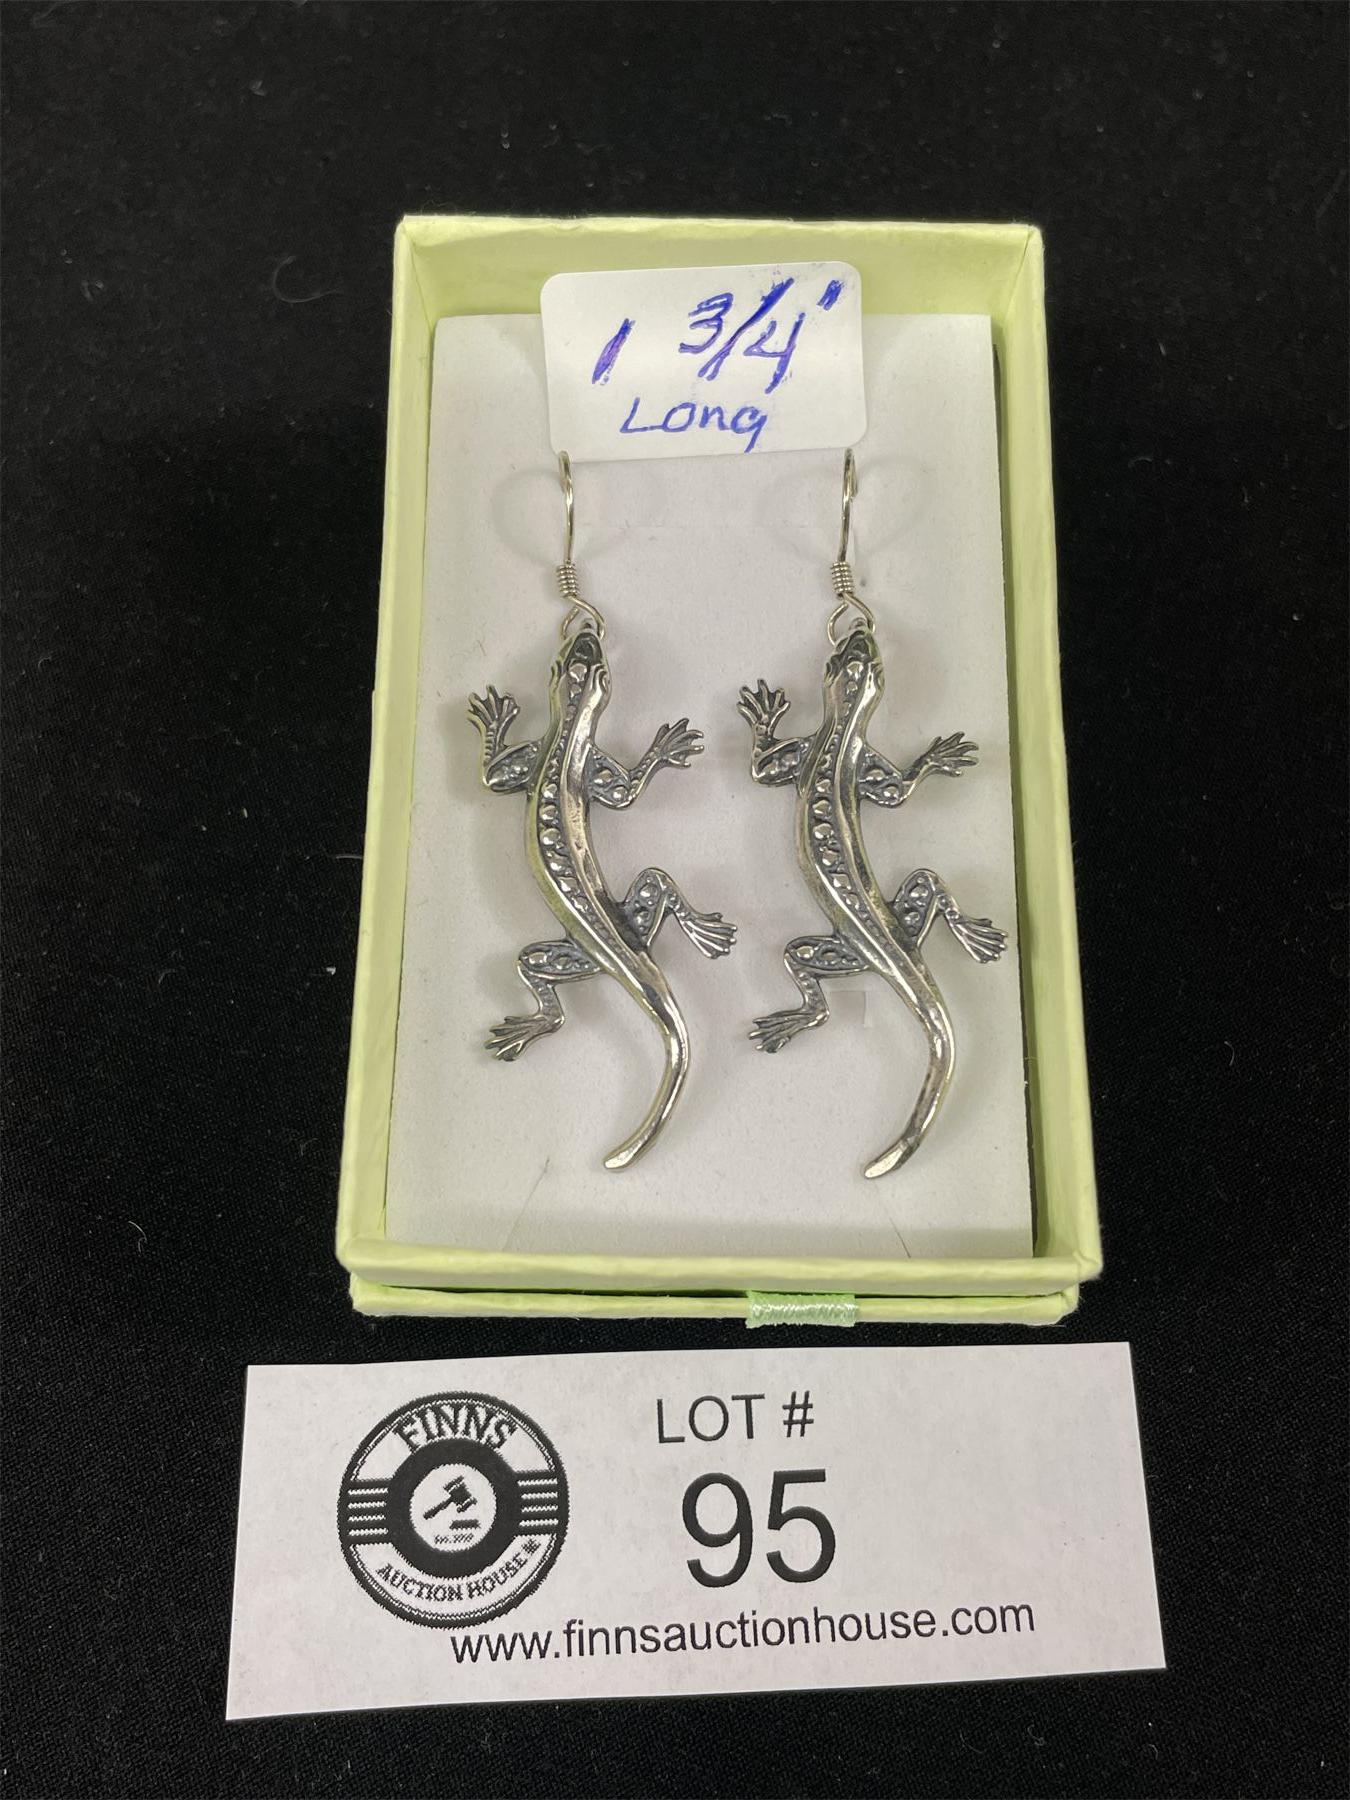 1 3/4"
Long
LOT #
95
FINNS
AUCTION HOUSE
www.finnsauctionhouse.com